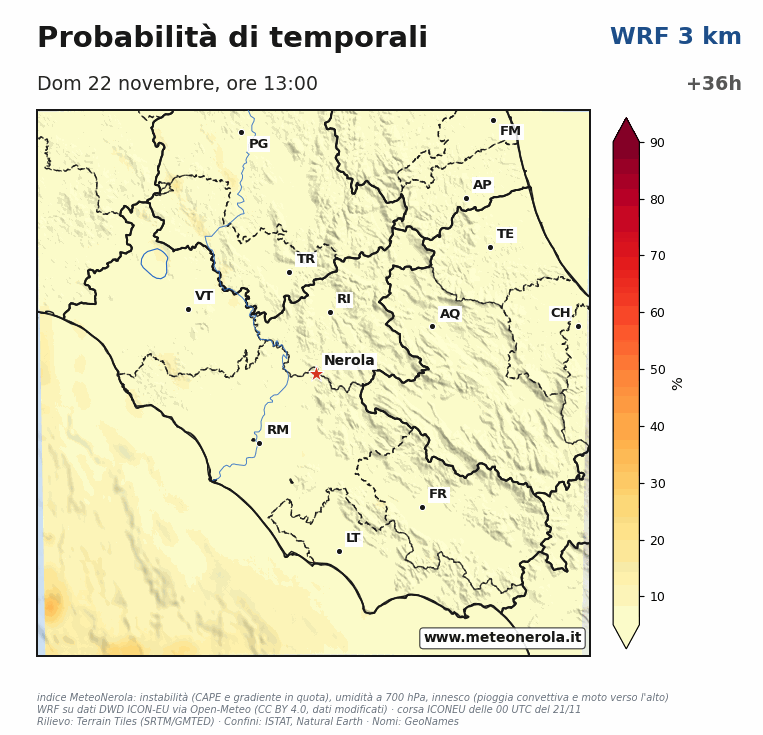 Probabilità di temporali
WRF 3 km
Dom 22 novembre, ore 13:00
+36h
PG
FM
AP
TE
TR
RI
VT
AQ
CH
Nerola
RM
FR
LT
www.meteonerola.it
90
80
70
60
50
40
30
20
10
%
indice MeteoNerola: instabilità (CAPE e gradiente in quota), umidità a 700 hPa, innesco (pioggia convettiva e moto verso l'alto)
WRF su dati DWD ICON-EU via Open-Meteo (CC BY 4.0, dati modificati) · corsa ICONEU delle 00 UTC del 21/11
Rilievo: Terrain Tiles (SRTM/GMTED) · Confini: ISTAT, Natural Earth · Nomi: GeoNames